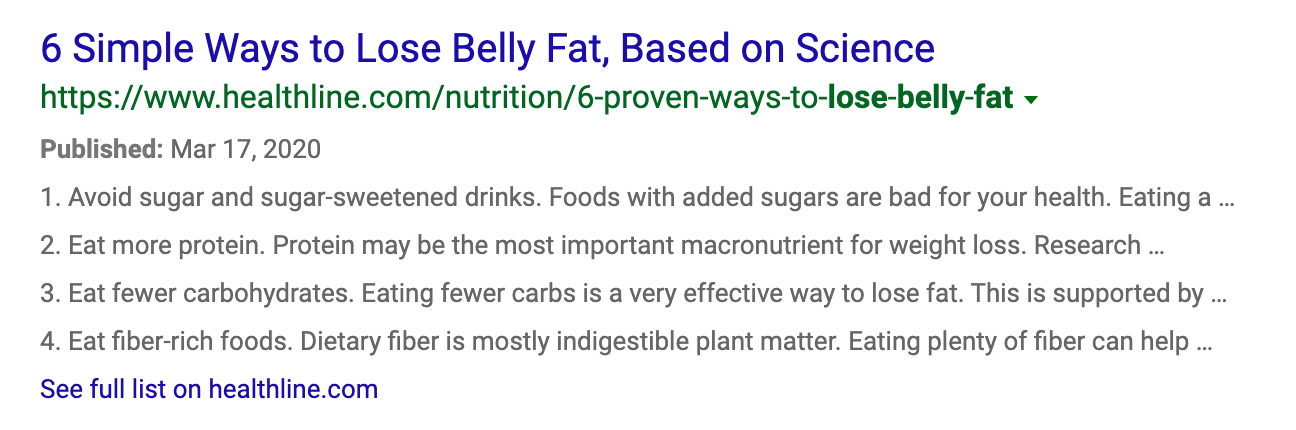 6 Simple Ways to Lose Belly Fat, Based on Science
https://www.healthline.com/nutrition/6-proven-ways-to-lose-belly-fat
Published: Mar 17, 2020
1. Avoid sugar and sugar-sweetened drinks. Foods with added sugars are bad for your health. Eating a ...
2. Eat more protein. Protein may be the most important macronutrient for weight loss. Research ...
3. Eat fewer carbohydrates. Eating fewer carbs is a very effective way to lose fat. This is supported by ...
4. Eat fiber-rich foods. Dietary fiber is mostly indigestible plant matter. Eating plenty of fiber can help ...
See full list on healthline.com